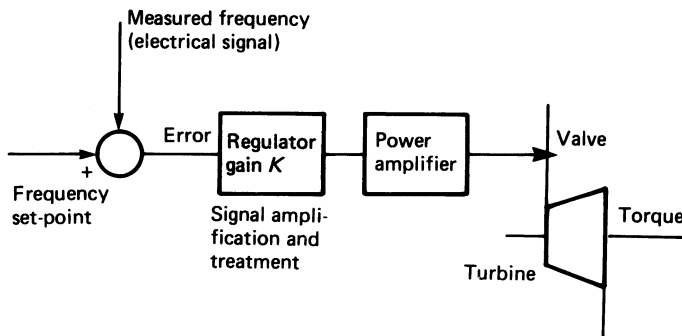 Measured frequency
(electrical signal)
Error
Regulator
gain K
Power
amplifier
Valve
+
Frequency
set-point
Signal ampli-
fication and
treatment
Torque
Turbine